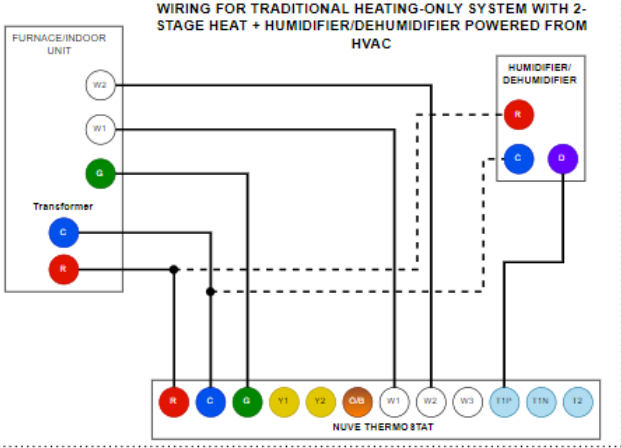 WIRING FOR TRADITIONAL HEATING-ONLY SYSTEM WITH 2-
STAGE HEAT + HUMIDIFIER/DEHUMIDIFIER POWERED FROM
HVAC
FURNACE/INDOOR
UNIT
HUMIDIFIER/
DEHUMIDIFIER
W2
R
W1
C D
G
Transformer
C
R
R C G Y1 Y2 O/B W1 W2 W3 T1P T1N T2
NUVE THERMOSTAT